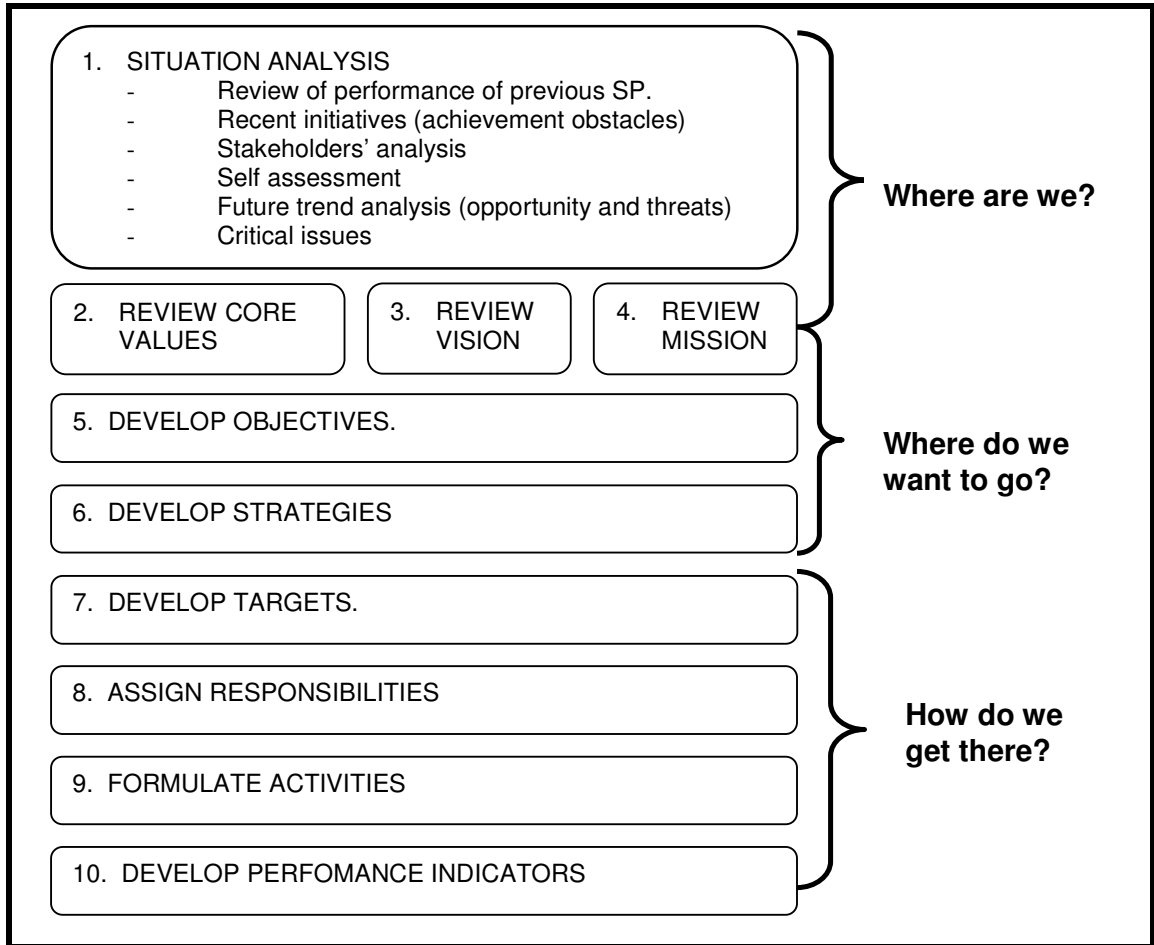 1. SITUATION ANALYSIS
- Review of performance of previous SP.
- Recent initiatives (achievement obstacles)
- Stakeholders’ analysis
- Self assessment
- Future trend analysis (opportunity and threats)
- Critical issues
Where are we?
2. REVIEW CORE
VALUES
3. REVIEW
VISION
4. REVIEW
MISSION
5. DEVELOP OBJECTIVES.
6. DEVELOP STRATEGIES
Where do we
want to go?
7. DEVELOP TARGETS.
8. ASSIGN RESPONSIBILITIES
9. FORMULATE ACTIVITIES
10. DEVELOP PERFOMANCE INDICATORS
How do we
get there?